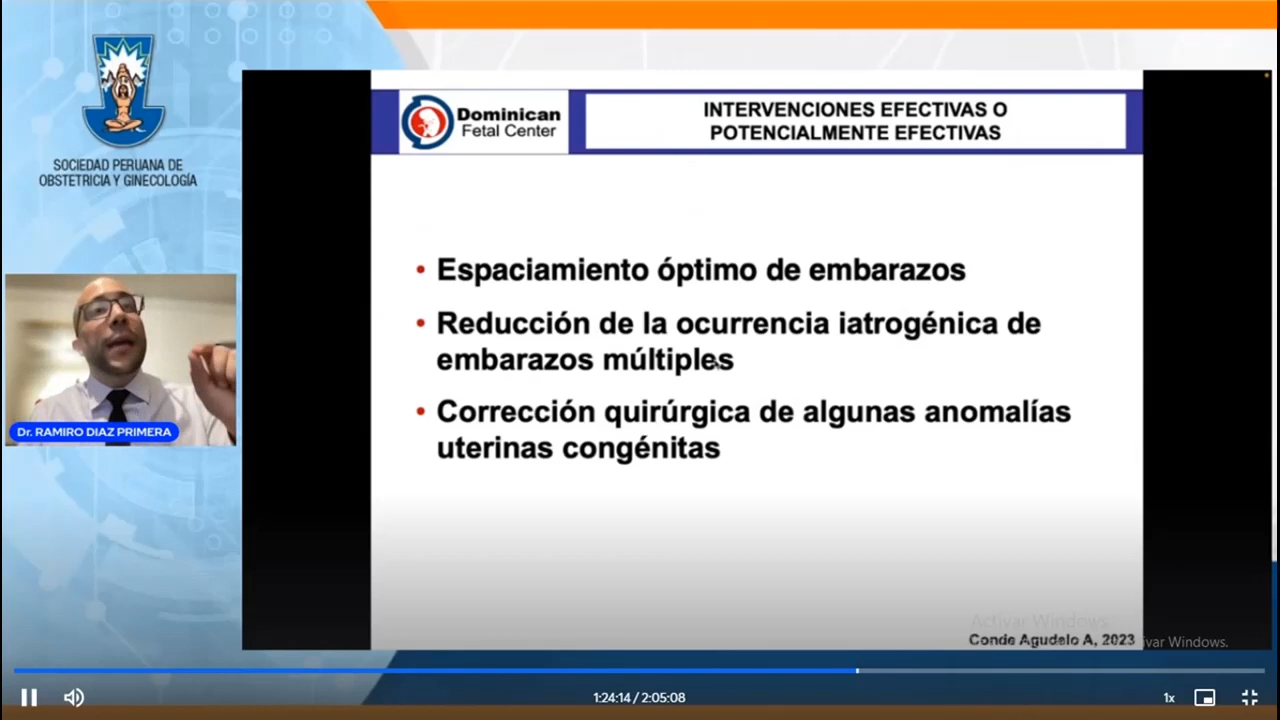 SOCIEDAD PERUANA DE
OBSTETRICIA Y GINECOLOGÍA
Dominican
Fetal Center
INTERVENCIONES EFECTIVAS O
POTENCIALMENTE EFECTIVAS
• Espaciamiento óptimo de embarazos
• Reducción de la ocurrencia iatrogénica de
embarazos múltiples
• Corrección quirúrgica de algunas anomalías
uterinas congénitas
Dr. RAMIRO DIAZ PRIMERA
Activar Windows
Conde Agudelo A, 2023
ivar Windows.
1:24:14 / 2:05:08
1x